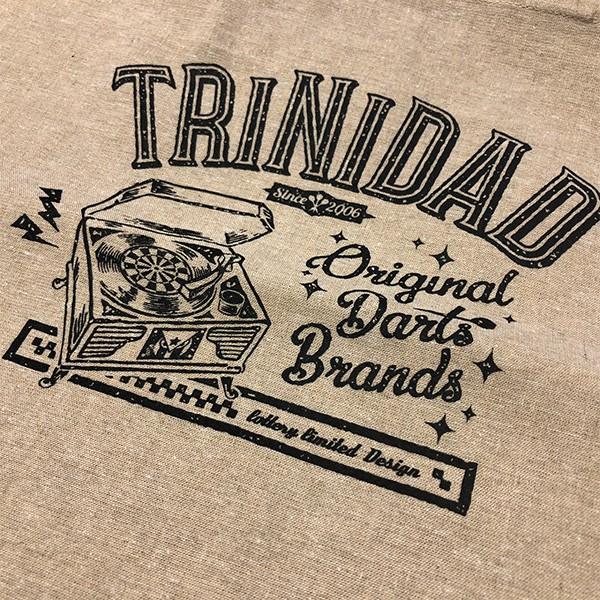 TRiNiDAD
Since 2006
Original
Darts
Brands
lottery limited Design